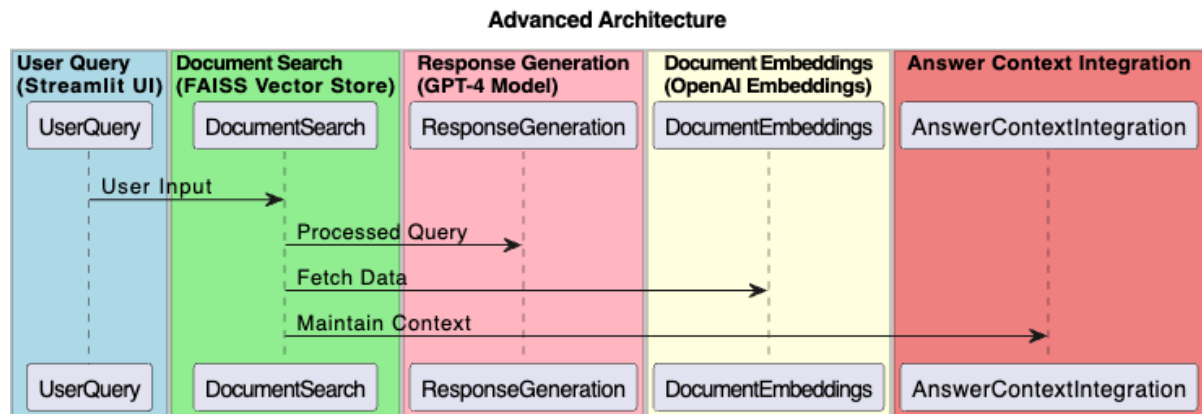 Advanced Architecture
User Query
(Streamlit UI)
Document Search
(FAISS Vector Store)
Response Generation
(GPT-4 Model)
Document Embeddings
(OpenAI Embeddings)
Answer Context Integration
UserQuery
DocumentSearch
ResponseGeneration
DocumentEmbeddings
AnswerContextIntegration
User Input
Processed Query
Fetch Data
Maintain Context
UserQuery
DocumentSearch
ResponseGeneration
DocumentEmbeddings
AnswerContextIntegration